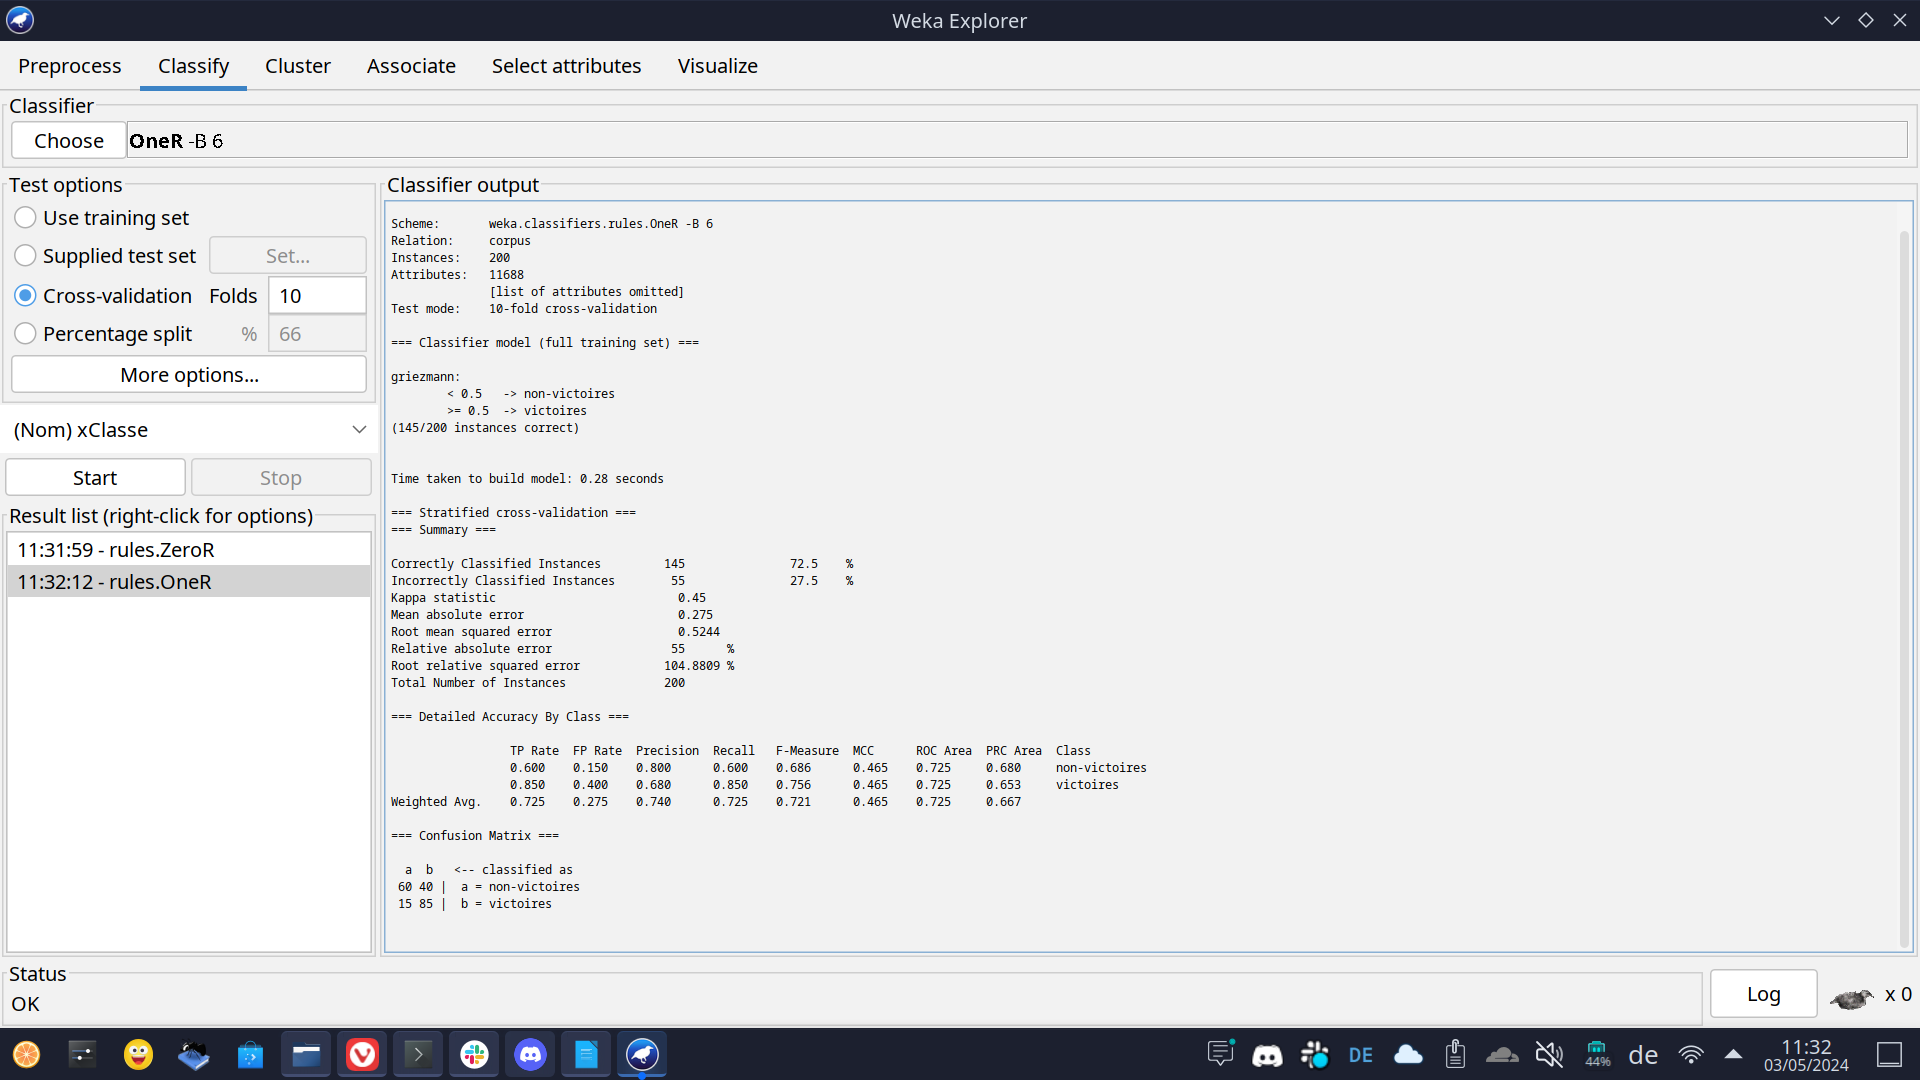 Weka Explorer
Preprocess Classify Cluster Associate Select attributes Visualize
Classifier
Choose OneR -B 6
Test options
Use training set
Supplied test set Set...
Cross-validation Folds 10
Percentage split % 66
More options...
(Nom) xClasse
Start Stop
Result list (right-click for options)
11:31:59 - rules.ZeroR
11:32:12 - rules.OneR
Classifier output
Scheme: weka.classifiers.rules.OneR -B 6
Relation: corpus
Instances: 200
Attributes: 11688
[list of attributes omitted]
Test mode: 10-fold cross-validation
=== Classifier model (full training set) ===
griezmann:
< 0.5 -> non-victoires
>= 0.5 -> victoires
(145/200 instances correct)
Time taken to build model: 0.28 seconds
=== Stratified cross-validation ===
=== Summary ===
Correctly Classified Instances 145 72.5 %
Incorrectly Classified Instances 55 27.5 %
Kappa statistic 0.45
Mean absolute error 0.275
Root mean squared error 0.5244
Relative absolute error 55 %
Root relative squared error 104.8809 %
Total Number of Instances 200
=== Detailed Accuracy By Class ===
TP Rate FP Rate Precision Recall F-Measure MCC ROC Area PRC Area Class
0.600 0.150 0.800 0.600 0.686 0.465 0.725 0.680 non-victoires
0.850 0.400 0.680 0.850 0.756 0.465 0.725 0.653 victoires
Weighted Avg. 0.725 0.275 0.740 0.725 0.721 0.465 0.725 0.667
=== Confusion Matrix ===
a b <-- classified as
60 40 | a = non-victoires
15 85 | b = victoires
Status
OK
Log x 0
DE 44% de 11:32
03/05/2024